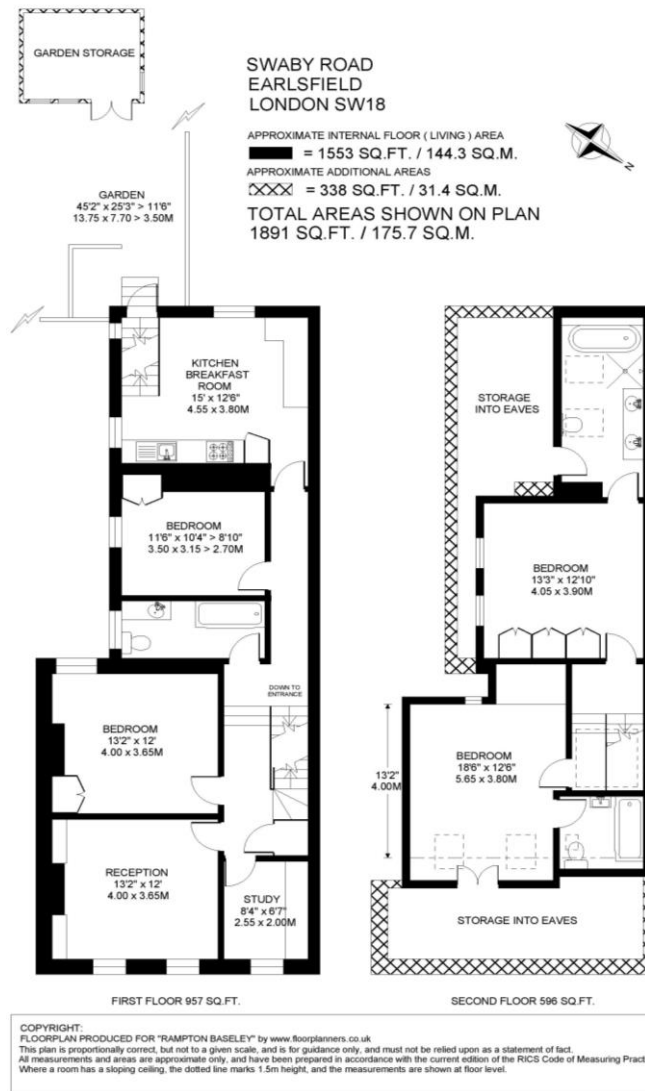 GARDEN STORAGE
SWABY ROAD
EARLSFIELD
LONDON SW18
APPROXIMATE INTERNAL FLOOR ( LIVING ) AREA
= 1553 SQ.FT. / 144.3 SQ.M.
APPROXIMATE ADDITIONAL AREAS
= 338 SQ.FT. / 31.4 SQ.M.
TOTAL AREAS SHOWN ON PLAN
1891 SQ.FT. / 175.7 SQ.M.
N
GARDEN
45'2" x 25'3" > 11'6"
13.75 x 7.70 > 3.50M
KITCHEN
BREAKFAST
ROOM
15' x 12'6"
4.55 x 3.80M
BEDROOM
11'6" x 10'4" > 8'10"
3.50 x 3.15 > 2.70M
DOWN TO
ENTRANCE
BEDROOM
13'2" x 12'
4.00 x 3.65M
RECEPTION
13'2" x 12'
4.00 x 3.65M
STUDY
8'4" x 6'7"
2.55 x 2.00M
FIRST FLOOR 957 SQ.FT.
STORAGE
INTO EAVES
BEDROOM
13'3" x 12'10"
4.05 x 3.90M
BEDROOM
18'6" x 12'6"
5.65 x 3.80M
13'2"
4.00M
STORAGE INTO EAVES
SECOND FLOOR 596 SQ.FT.
COPYRIGHT:
FLOORPLAN PRODUCED FOR "RAMPTON BASELEY" by www.floorplanners.co.uk
This plan is proportionally correct, but not to a given scale, and is for guidance only, and must not be relied upon as a statement of fact.
All measurements and areas are approximate only, and have been prepared in accordance with the current edition of the RICS Code of Measuring Pract
Where a room has a sloping ceiling, the dotted line marks 1.5m height, and the measurements are shown at floor level.